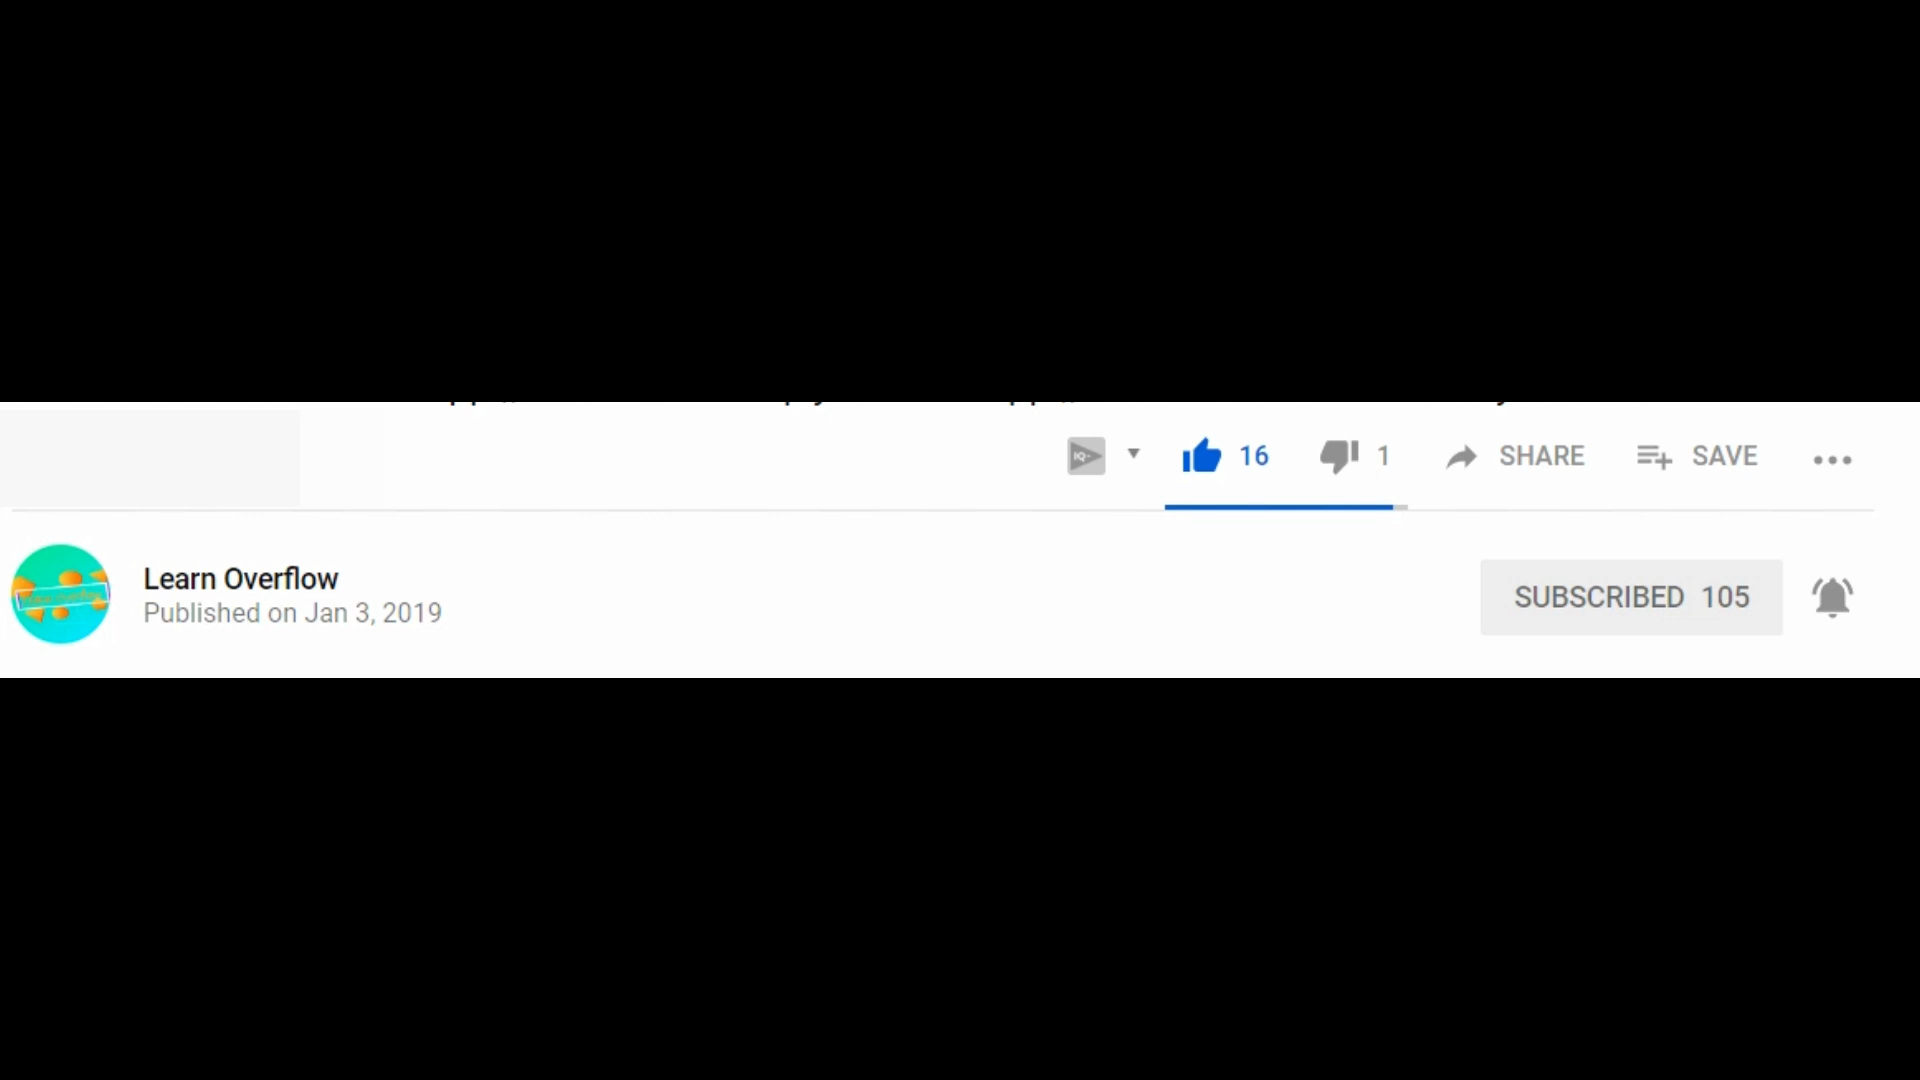 16 1 SHARE SAVE
Learn Overflow
Published on Jan 3, 2019
SUBSCRIBED 105